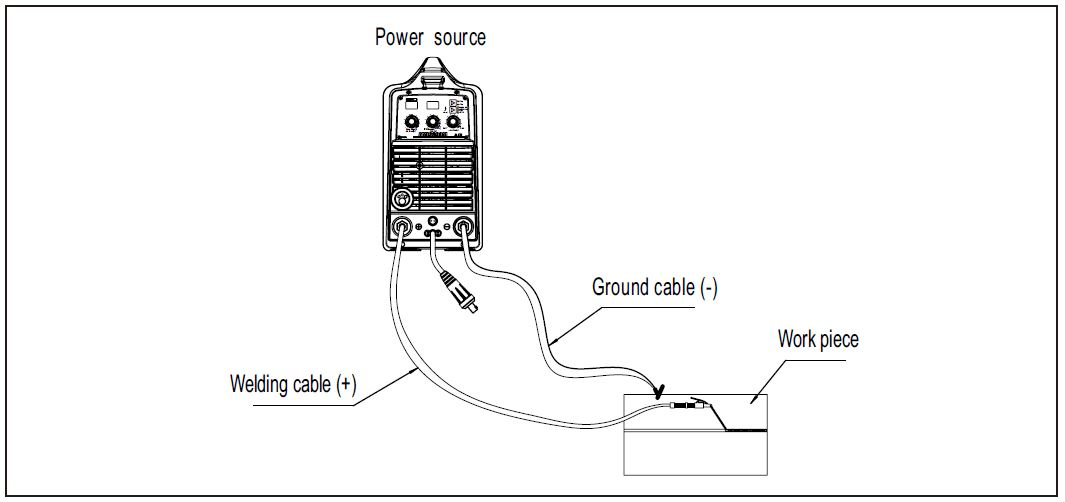 Power source
Ground cable (-)
Work piece
Welding cable (+)